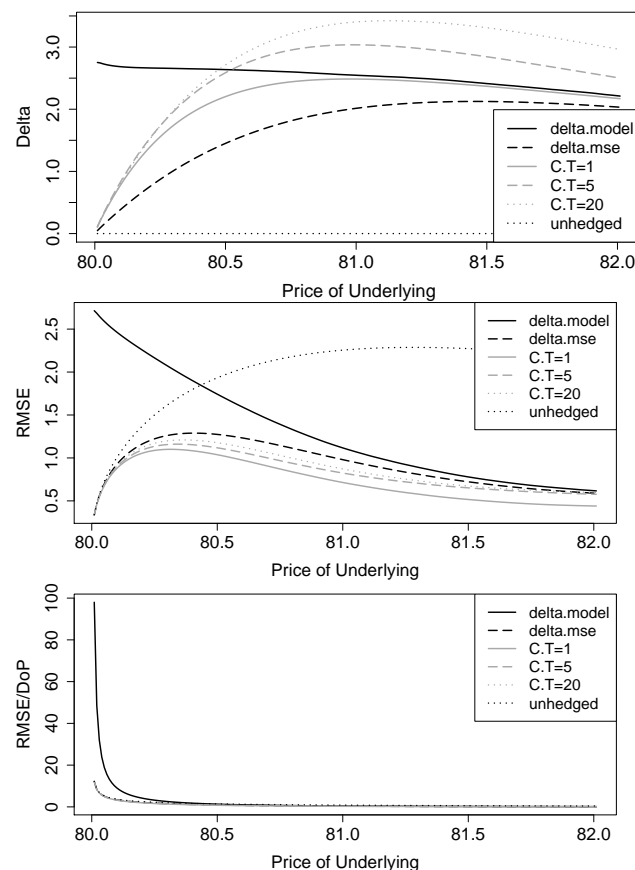 Delta
0.0
1.0
2.0
3.0
80.0
80.5
81.0
81.5
82.0
Price of Underlying
delta.model
delta.mse
C.T=1
C.T=5
C.T=20
unhedged
RMSE
0.5
1.0
1.5
2.0
2.5
80.0
80.5
81.0
81.5
82.0
Price of Underlying
delta.model
delta.mse
C.T=1
C.T=5
C.T=20
unhedged
RMSE/DoP
0
20
40
60
80
100
80.0
80.5
81.0
81.5
82.0
Price of Underlying
delta.model
delta.mse
C.T=1
C.T=5
C.T=20
unhedged